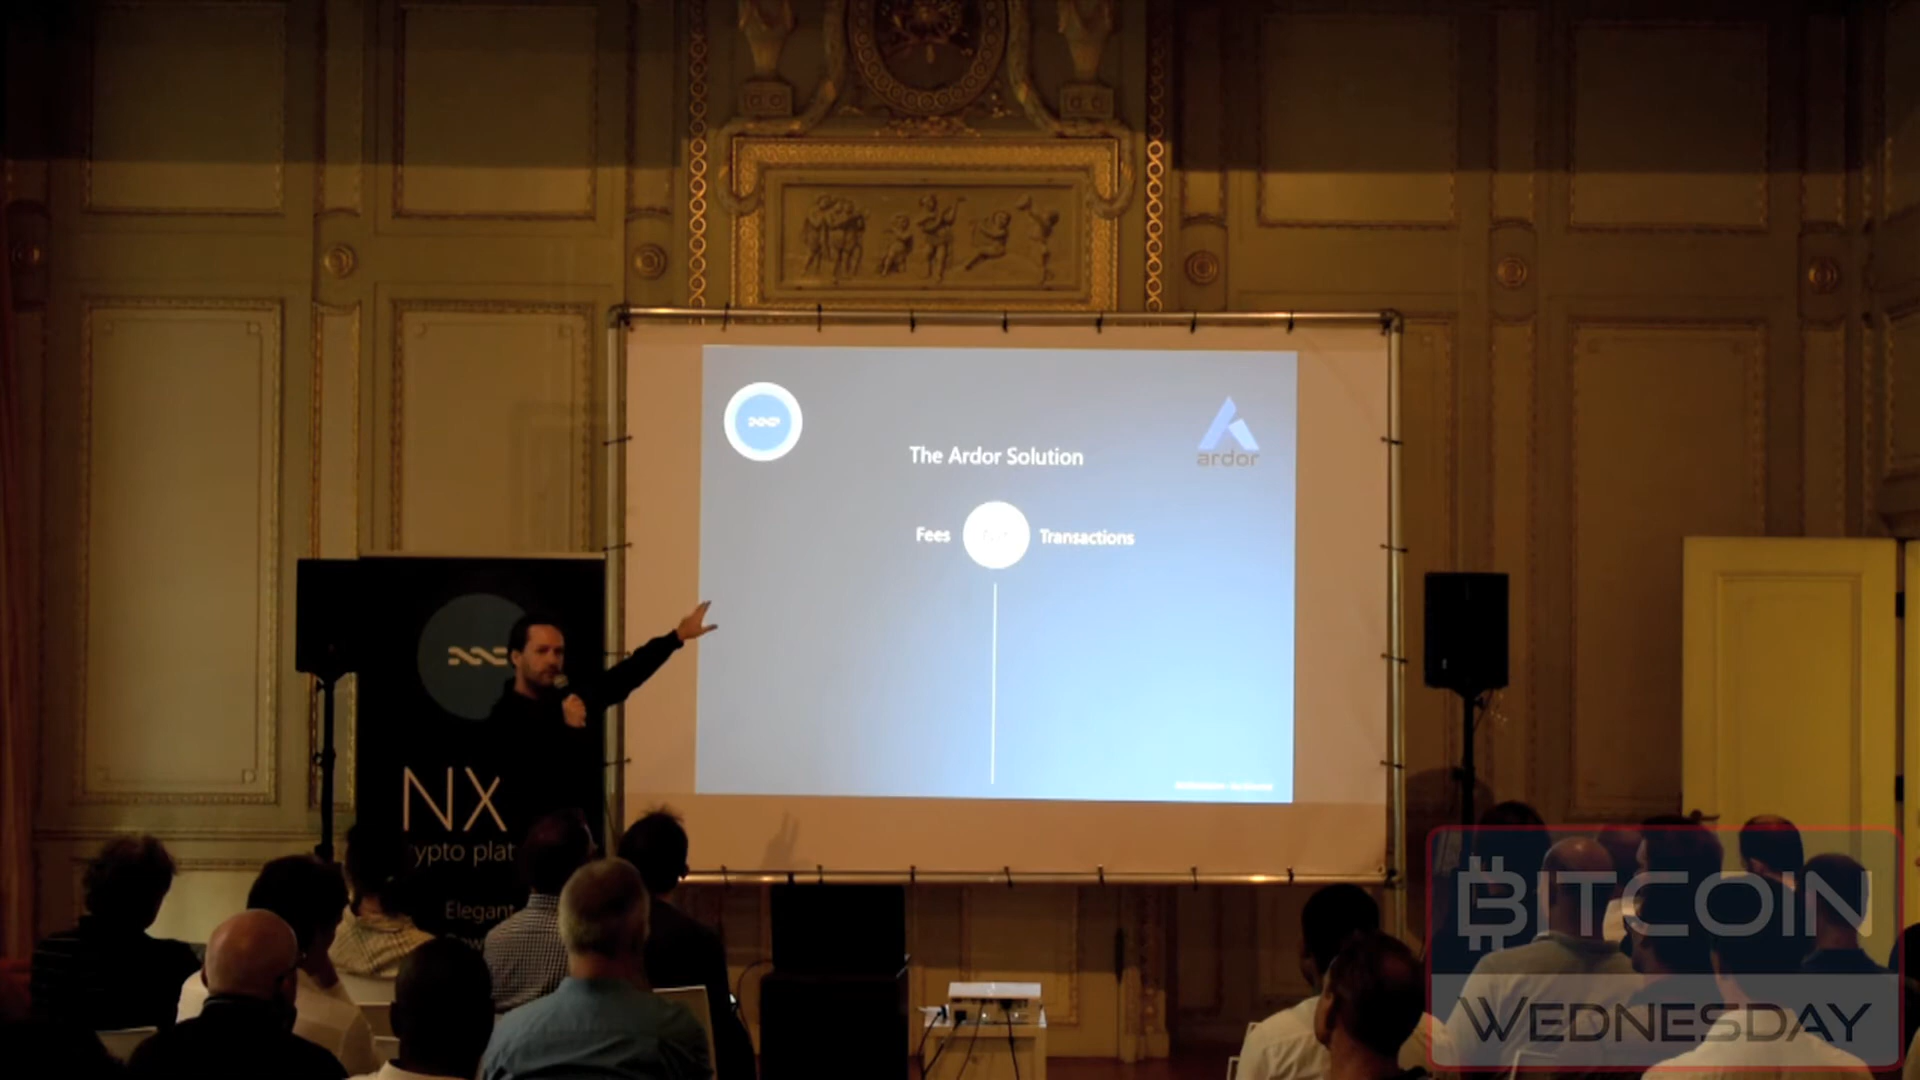 ardor
The Ardor Solution
Fees
Transactions
NX
ypto plat
Elegant
BITCOIN
WEDNESDAY